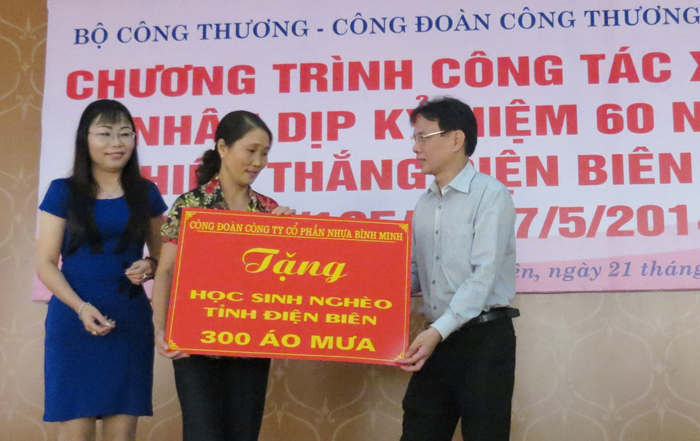 BỘ CÔNG THƯƠNG - CÔNG ĐOÀN CÔNG THƯƠNG
CHƯƠNG TRÌNH CÔNG TÁC X
NHÂN DỊP KỶ NIỆM 60 N
THẮNG ĐIỆN BIÊN
7/5/201
ngày 21 thán
CÔNG ĐOÀN CÔNG TY CỔ PHẦN NHỰA BÌNH MINH
Tặng
HỌC SINH NGHÈO
TỈNH ĐIỆN BIÊN
300 ÁO MƯA